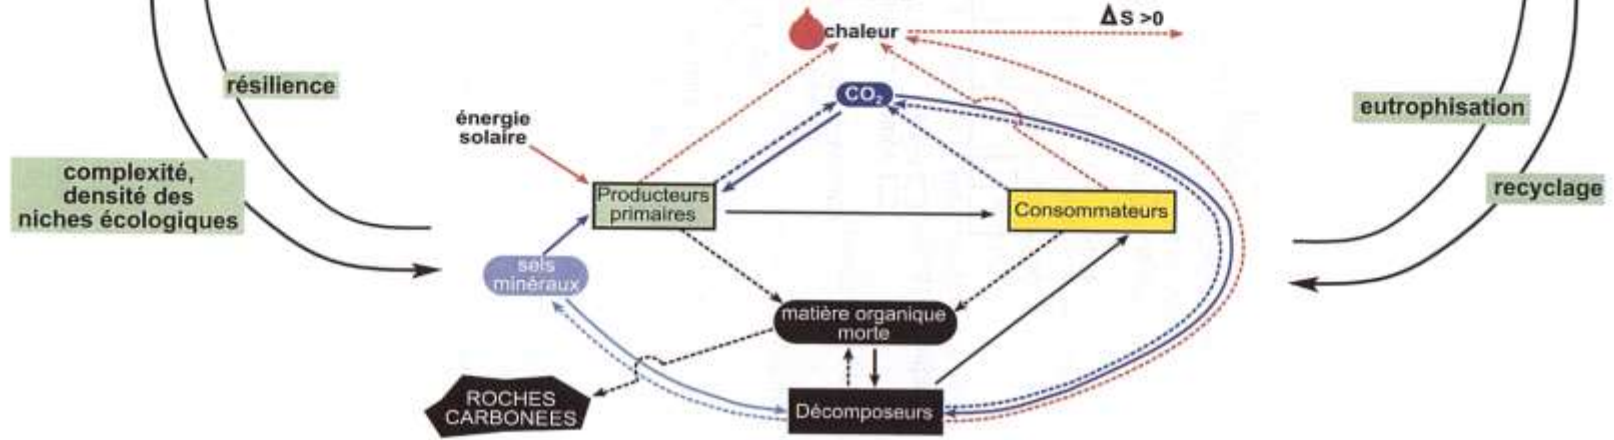 Δ S >0
chaleur
résilience
CO₂
eutrophisation
énergie
solaire
complexité,
densité des
niches écologiques
recyclage
Producteurs
primaires
Consommateurs
sels
minéraux
matière organique
morte
ROCHES
CARBONEES
Décomposeurs